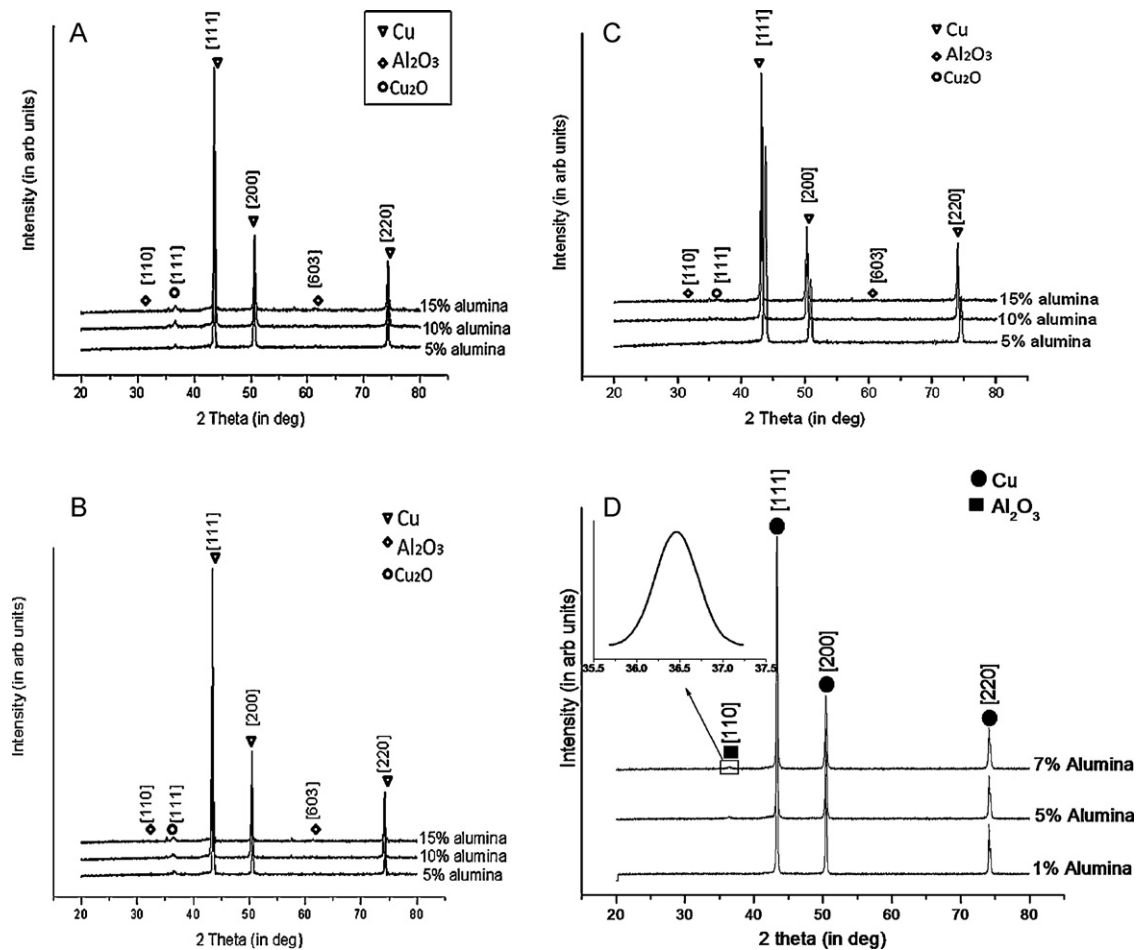 A
[111]
Cu
Al₂O₃
Cu₂O
Intensity (in arb units)
[110]
[111]
[200]
[603]
[220]
15% alumina
10% alumina
5% alumina
20 30 40 50 60 70 80
2 Theta (in deg)
C
[111]
Cu
Al₂O₃
Cu₂O
Intensity (in arb units)
[110]
[111]
[200]
[603]
[220]
15% alumina
10% alumina
5% alumina
20 30 40 50 60 70 80
2 Theta (in deg)
B
[111]
Cu
Al₂O₃
Cu₂O
Intensity (in arb units)
[110]
[111]
[200]
[603]
[220]
15% alumina
10% alumina
5% alumina
20 30 40 50 60 70 80
2 Theta (in deg)
D
[111]
Cu
Al₂O₃
Intensity (in arb units)
35.5 36.0 36.5 37.0 37.5
[110]
[200]
[220]
7% Alumina
5% Alumina
1% Alumina
20 30 40 50 60 70 80
2 theta (in deg)